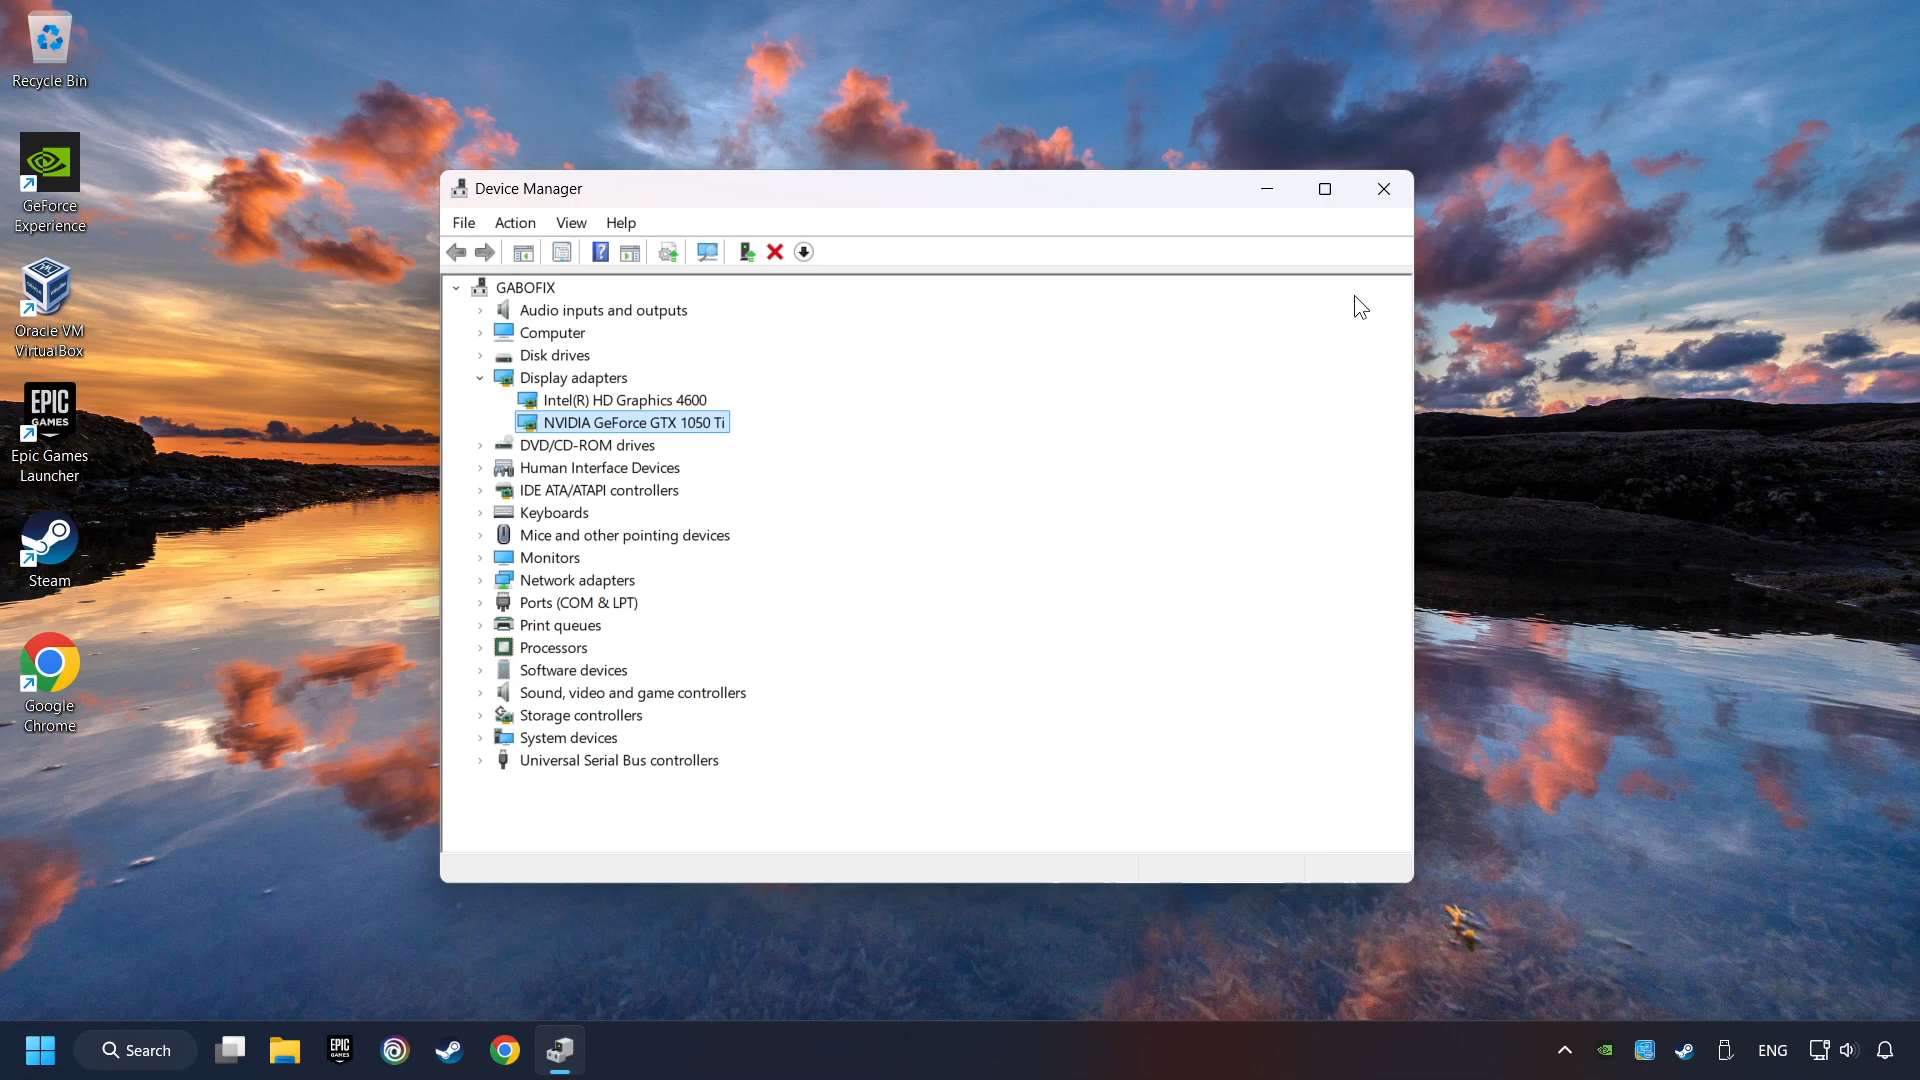 Recycle Bin
GeForce
Experience
Oracle VM
VirtualBox
EPIC
GAMES
Epic Games
Launcher
Steam
Google
Chrome
Device Manager
File Action View Help
GABOFIX
Audio inputs and outputs
Computer
Disk drives
Display adapters
Intel(R) HD Graphics 4600
NVIDIA GeForce GTX 1050 Ti
DVD/CD-ROM drives
Human Interface Devices
IDE ATA/ATAPI controllers
Keyboards
Mice and other pointing devices
Monitors
Network adapters
Ports (COM & LPT)
Print queues
Processors
Software devices
Sound, video and game controllers
Storage controllers
System devices
Universal Serial Bus controllers
Search
EPIC
GAMES
ENG